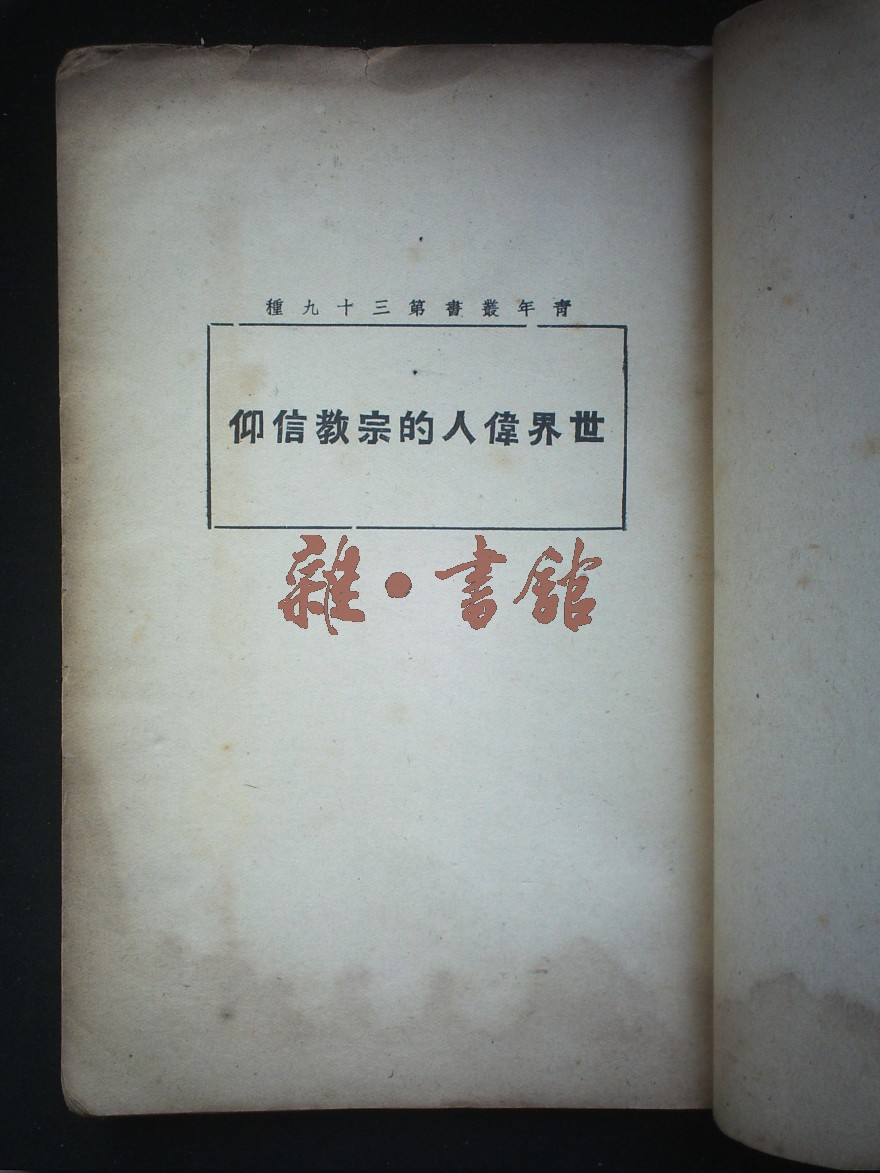 青年叢書第三十九種
世界偉人的宗教信仰
雜·書館